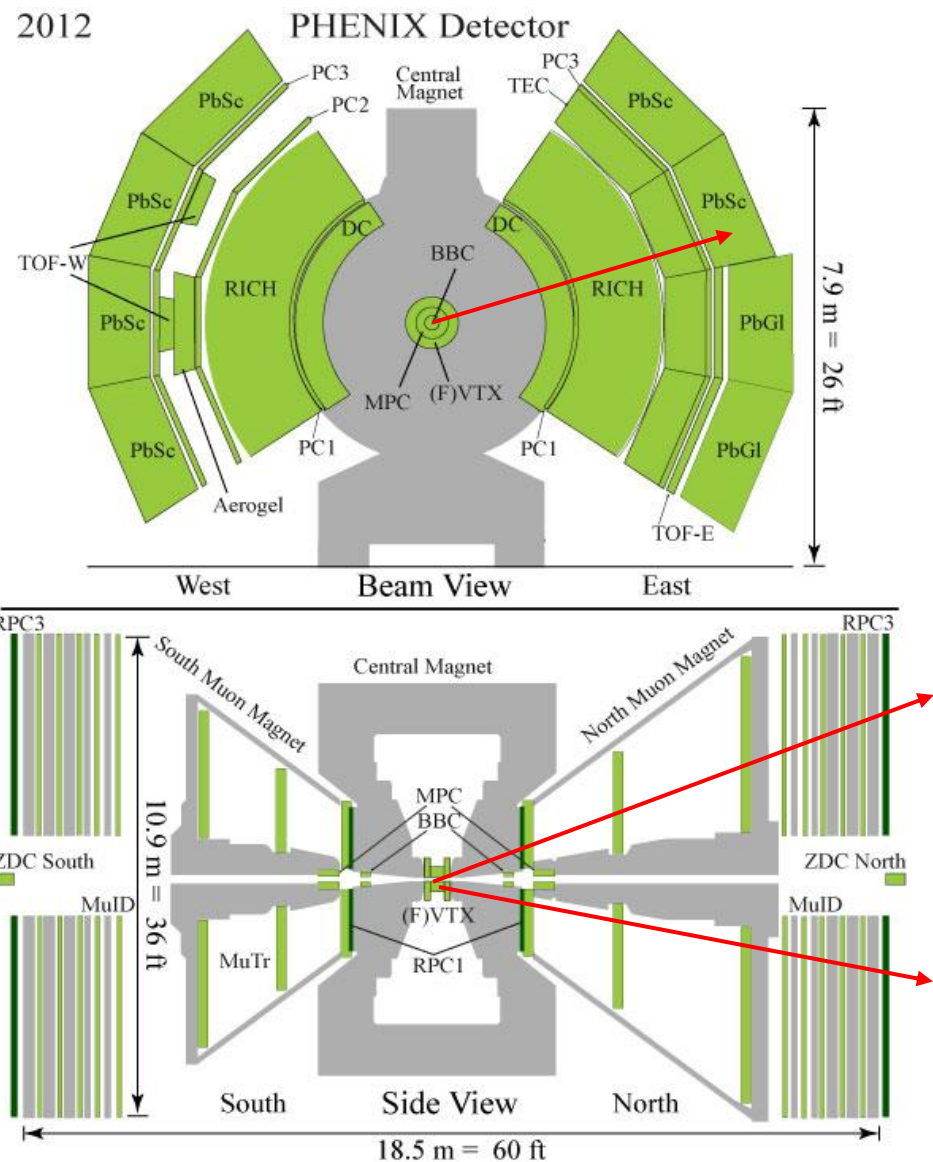 2012
PHENIX Detector
Central
Magnet
PC3
PC2
PbSc
PbSc
TOF-W
PbSc
PbSc
RICH
DC
PC1
Aerogel
BBC
MPC
(F)VTX
PC3
TEC
PbSc
PbSc
DC
RICH
PbGl
PbGl
PC1
TOF-E
7.9 m = 26 ft
West
Beam View
East
RPC3
South Muon Magnet
Central Magnet
North Muon Magnet
RPC3
10.9 m = 36 ft
MPC
BBC
ZDC South
ZDC North
MuID
(F)VTX
MuID
MuTr
RPC1
South
Side View
North
18.5 m = 60 ft